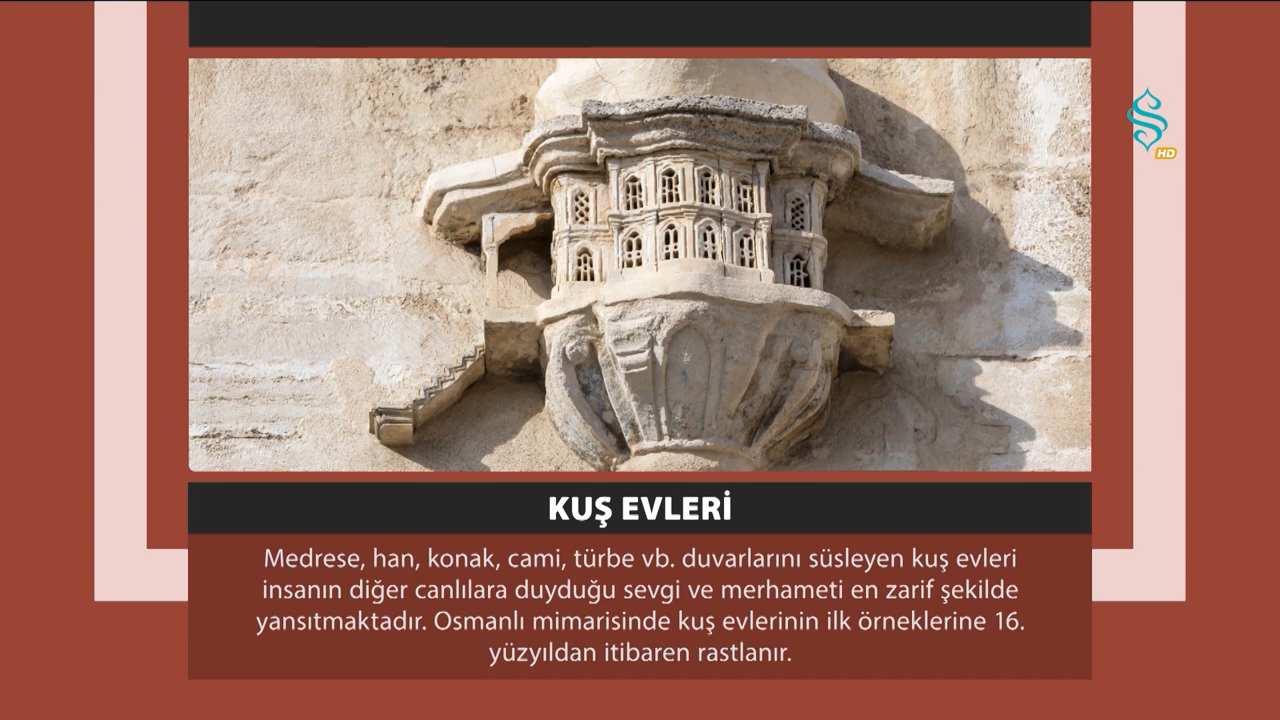 HD
KUŞ EVLERİ
Medrese, han, konak, cami, türbe vb. duvarlarını süsleyen kuş evleri
insanın diğer canlılara duyduğu sevgi ve merhameti en zarif şekilde
yansıtmaktadır. Osmanlı mimarisinde kuş evlerinin ilk örneklerine 16.
yüzyıldan itibaren rastlanır.